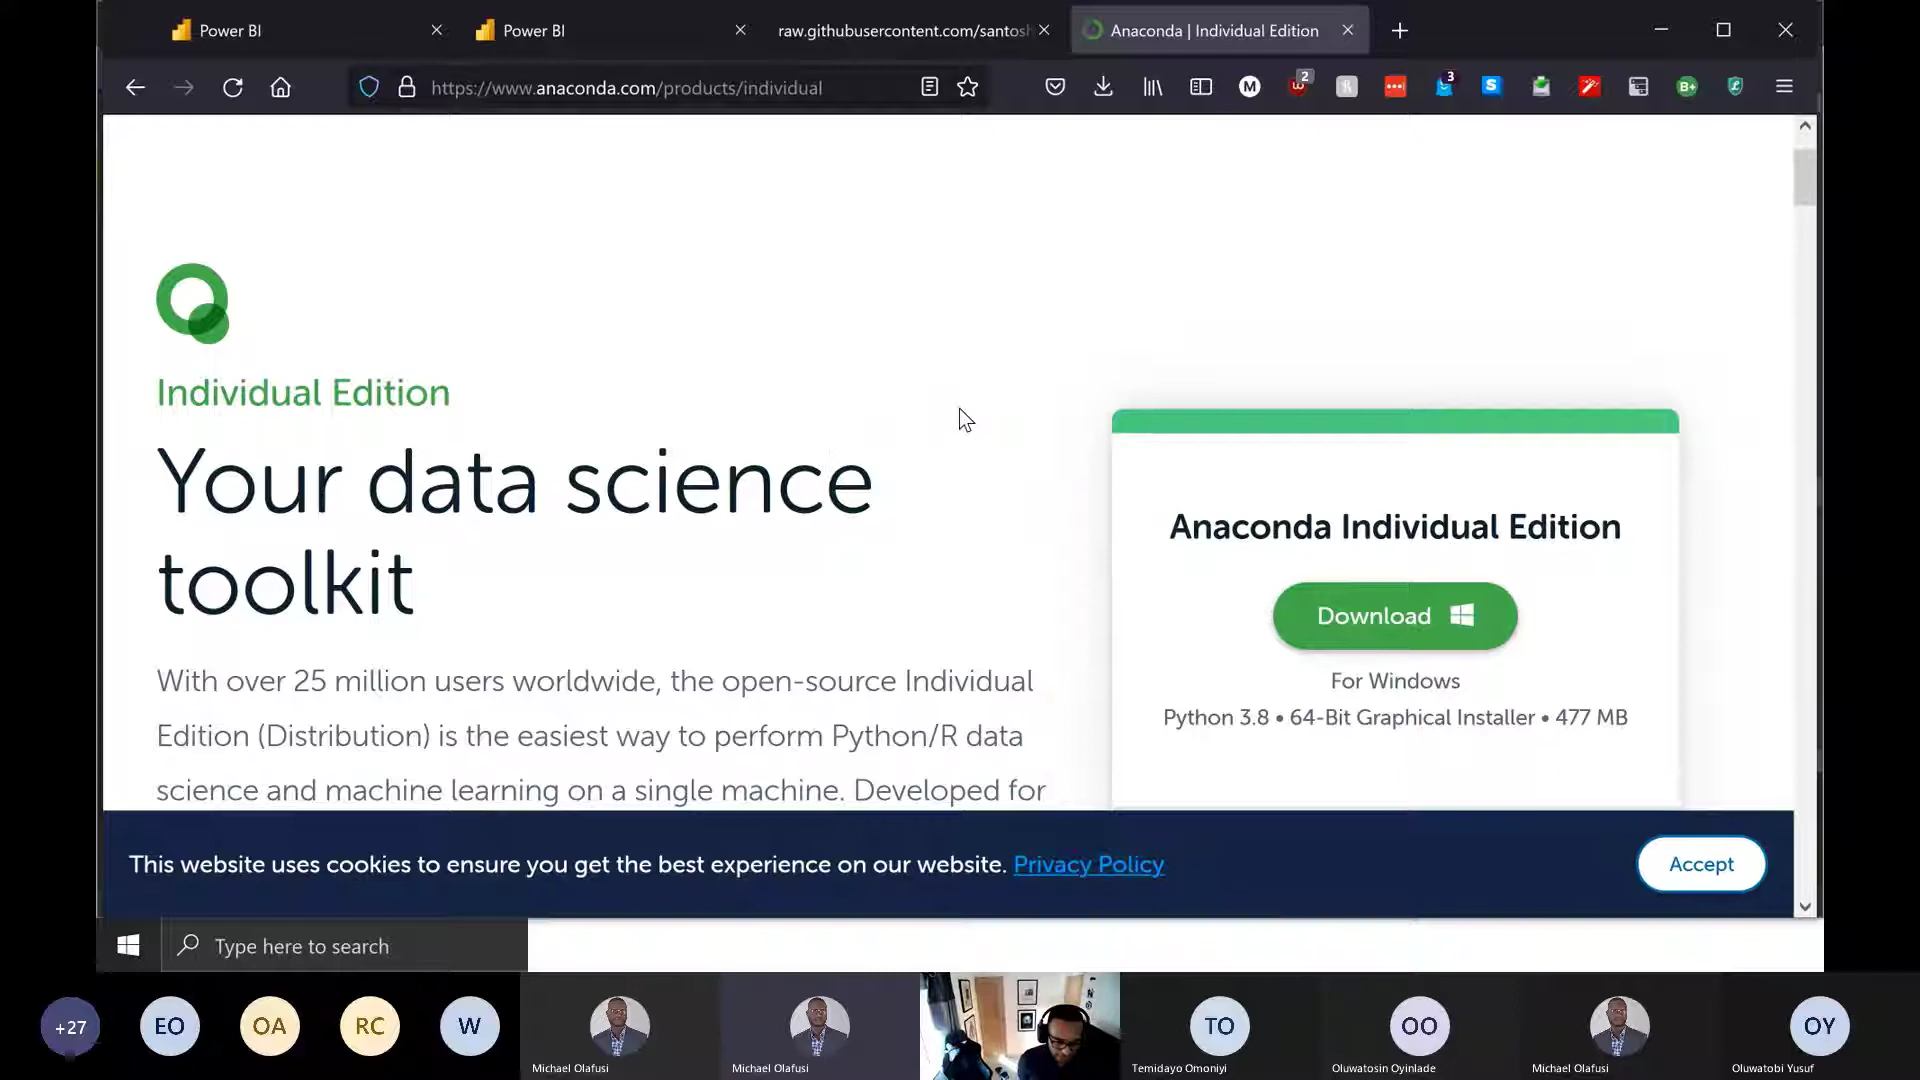 Power BI
Power BI
raw.githubusercontent.com/santosh
Anaconda | Individual Edition
https://www.anaconda.com/products/individual
M
2
3
S
B+
Individual Edition
Your data science
toolkit
With over 25 million users worldwide, the open-source Individual
Edition (Distribution) is the easiest way to perform Python/R data
science and machine learning on a single machine. Developed for
Anaconda Individual Edition
Download
For Windows
Python 3.8 • 64-Bit Graphical Installer • 477 MB
This website uses cookies to ensure you get the best experience on our website. Privacy Policy
Accept
Type here to search
+27
EO
OA
RC
W
Michael Olafusi
Michael Olafusi
TO
Temidayo Omoniyi
OO
Oluwatosin Oyinlade
Michael Olafusi
OY
Oluwatobi Yusuf